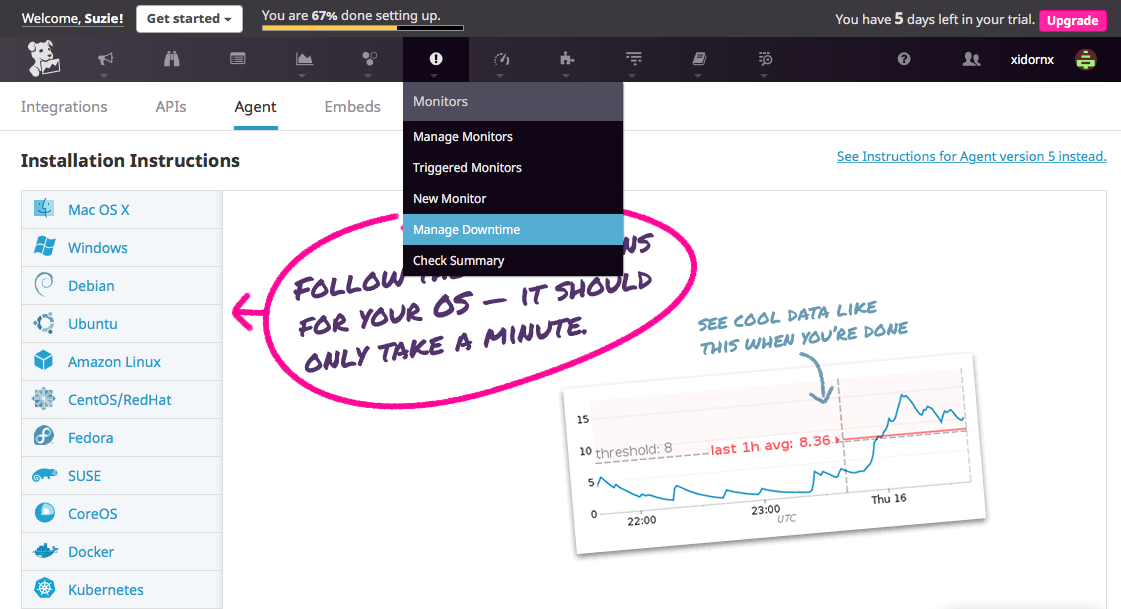 Welcome, Suzie!
Get started
You are 67% done setting up.
You have 5 days left in your trial.
Upgrade
xidornx
Monitors
Manage Monitors
Triggered Monitors
New Monitor
Manage Downtime
Check Summary
Integrations
APIs
Agent
Embeds
Installation Instructions
See Instructions for Agent version 5 instead.
Mac OS X
Windows
Debian
Ubuntu
Amazon Linux
CentOS/RedHat
Fedora
SUSE
CoreOS
Docker
Kubernetes
FOLLOW
FOR YOUR OS — IT SHOULD
ONLY TAKE A MINUTE.
SEE COOL DATA LIKE
THIS WHEN YOU'RE DONE
15
10
5
0
threshold: 8
last 1h avg: 8.36
22:00
23:00
Thu 16
UTC